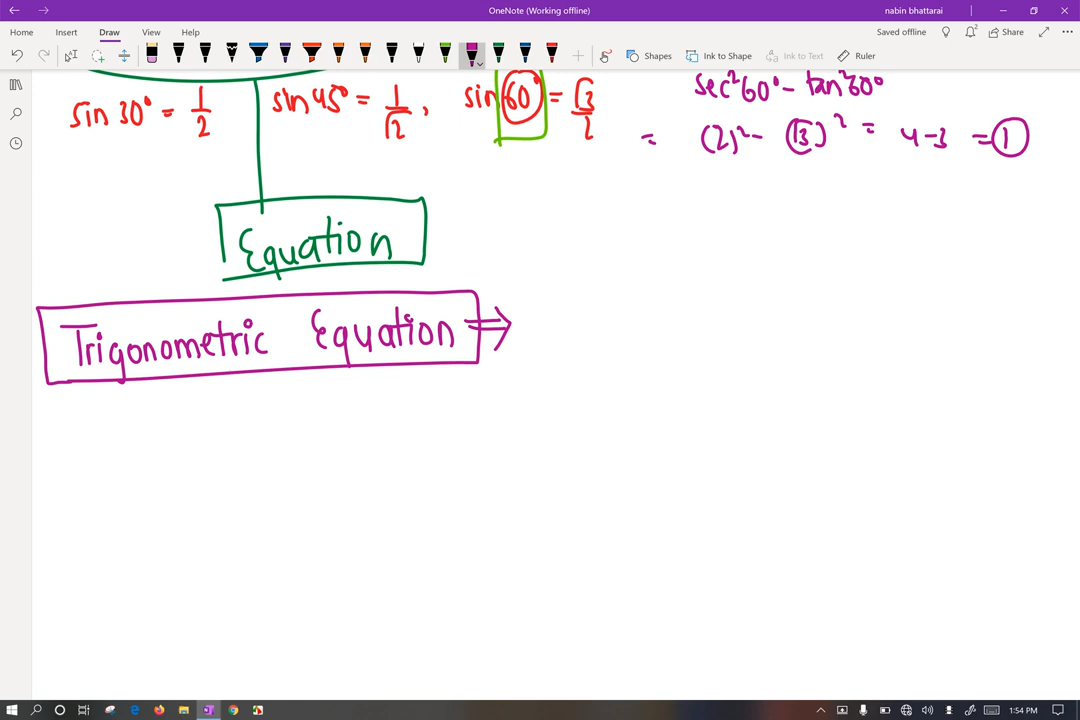 OneNote (Working offline)
nabin bhattarai
Home Insert Draw View Help
Saved offline
Share
Shapes
Ink to Shape
Ink to Text
Ruler
sec²60° - tan²60°
sin 30° = 1/2 sin 45° = 1/√2 , sin 60° = √3/2
= (2)² - (√3)² = 4-3 = 1
Equation
Trigonometric Equation ⇒
1:54 PM